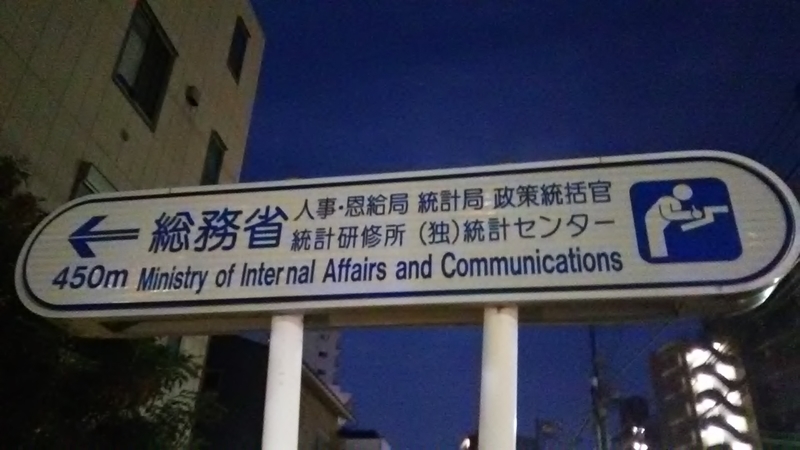 総務省
人事・恩給局 統計局 政策統括官
統計研修所 (独)統計センター
450m Ministry of Internal Affairs and Communications